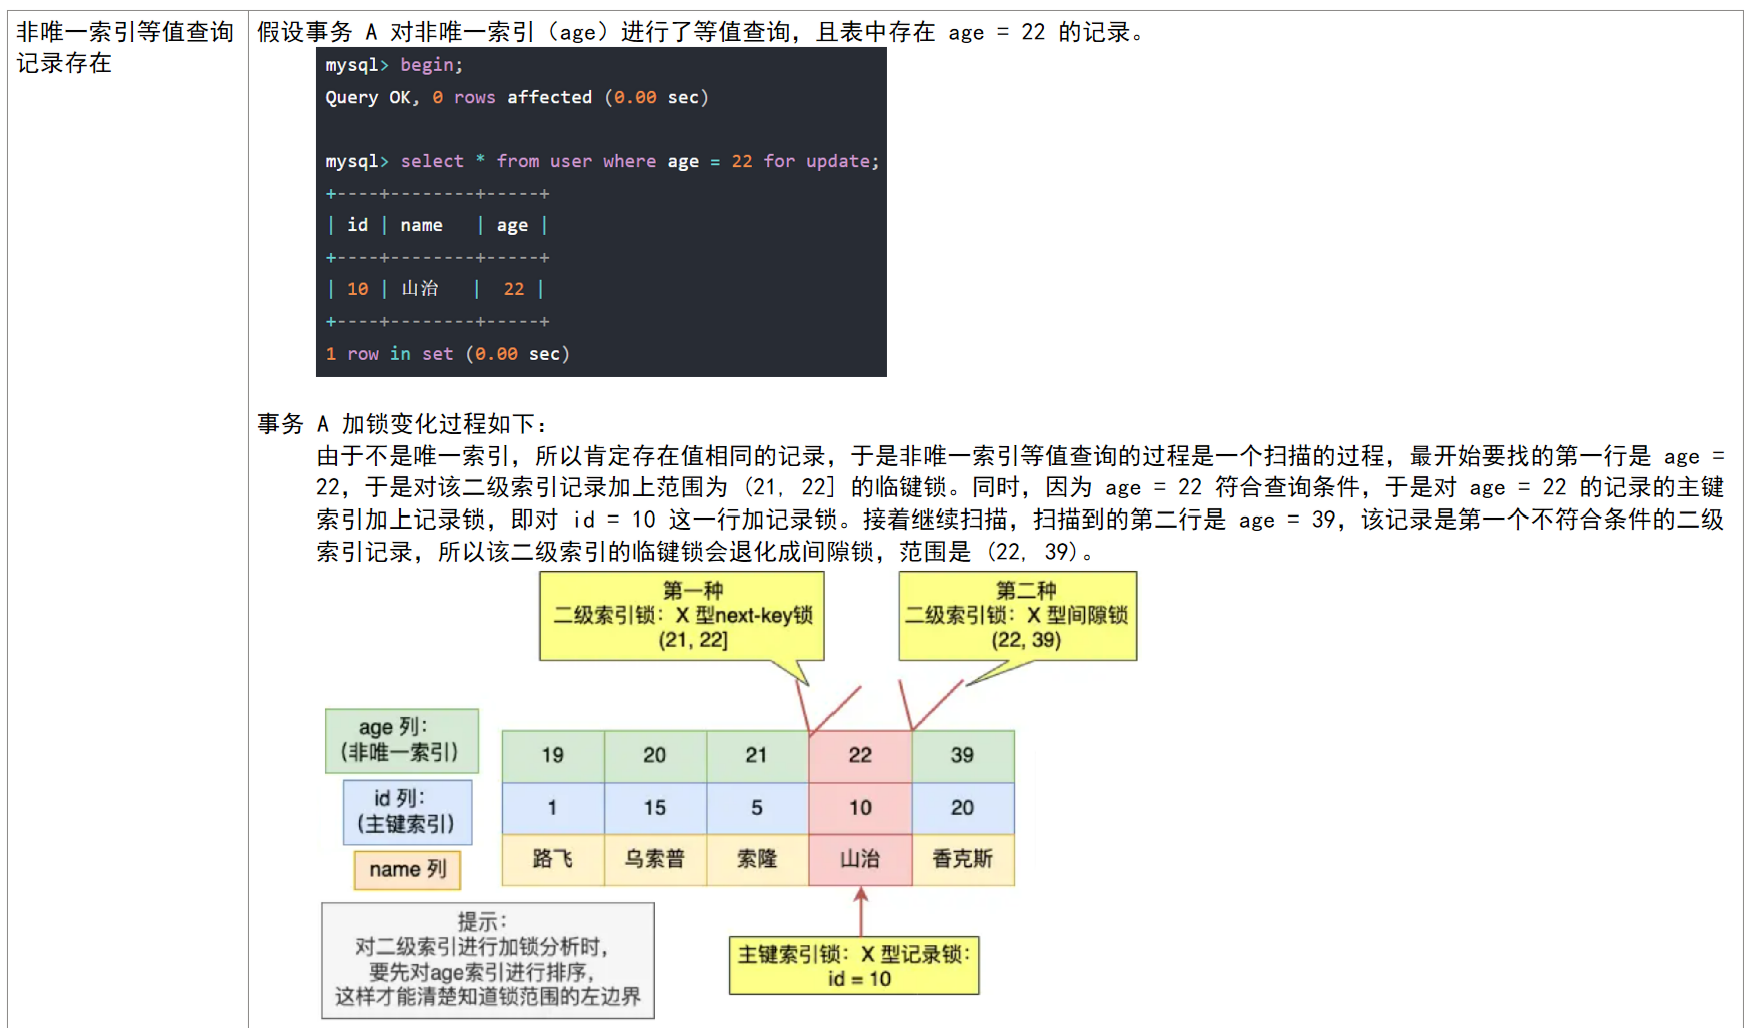 非唯一索引等值查询
记录存在
假设事务 A 对非唯一索引（age）进行了等值查询，且表中存在 age = 22 的记录。
mysql> begin;
Query OK, 0 rows affected (0.00 sec)
mysql> select * from user where age = 22 for update;
+----+--------+-----+
| id | name   | age |
+----+--------+-----+
| 10 | 山治   |  22 |
+----+--------+-----+
1 row in set (0.00 sec)
事务 A 加锁变化过程如下：
由于不是唯一索引，所以肯定存在值相同的记录，于是非唯一索引等值查询的过程是一个扫描的过程，最开始要找的第一行是 age =
22，于是对该二级索引记录加上范围为 (21, 22] 的临键锁。同时，因为 age = 22 符合查询条件，于是对 age = 22 的记录的主键
索引加上记录锁，即对 id = 10 这一行加记录锁。接着继续扫描，扫描到的第二行是 age = 39，该记录是第一个不符合条件的二级
索引记录，所以该二级索引的临键锁会退化成间隙锁，范围是 (22, 39)。
第一种
二级索引锁：X 型next-key锁
(21, 22]
第二种
二级索引锁：X 型间隙锁
(22, 39)
age 列：
(非唯一索引)
19 20 21 22 39
id 列：
(主键索引)
1 15 5 10 20
name 列
路飞 乌索普 索隆 山治 香克斯
提示：
对二级索引进行加锁分析时，
要先对age索引进行排序，
这样才能清楚知道锁范围的左边界
主键索引锁：X 型记录锁：
id = 10